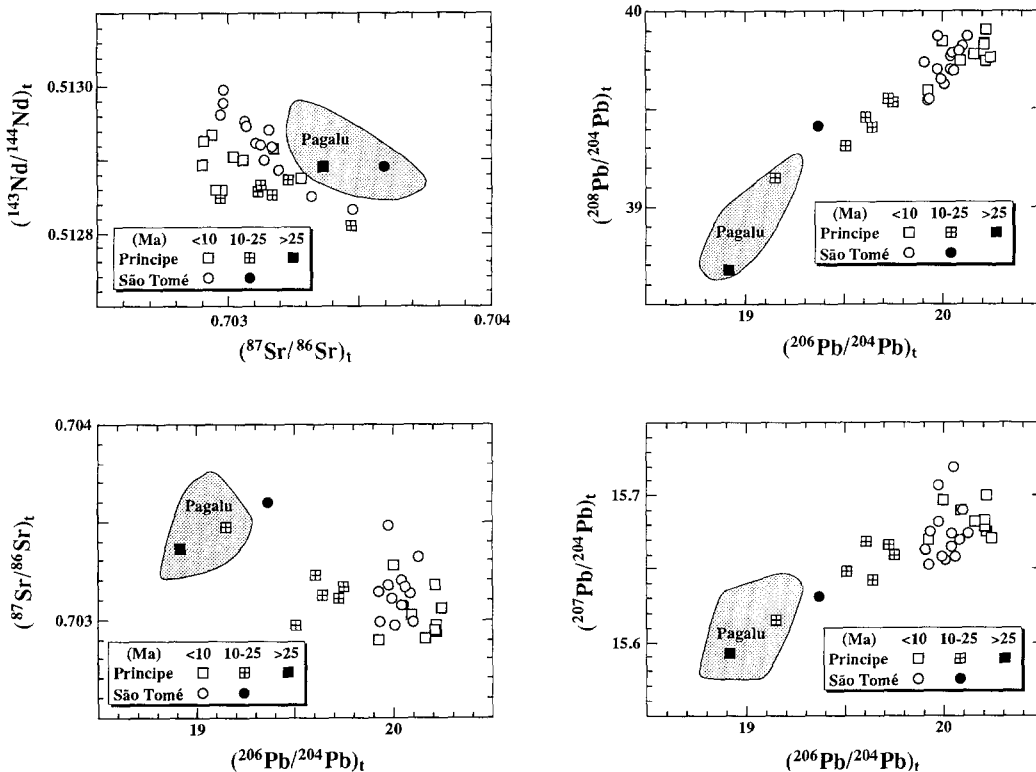 (¹⁴³Nd/¹⁴⁴Nd)t
0.5130
0.5128
Pagalu
(Ma) <10 10-25 >25
Principe
São Tomé
0.703 0.704
(⁸⁷Sr/⁸⁶Sr)t
(²⁰⁸Pb/²⁰⁴Pb)t
40
39
Pagalu
(Ma) <10 10-25 >25
Principe
São Tomé
19 20
(²⁰⁶Pb/²⁰⁴Pb)t
(⁸⁷Sr/⁸⁶Sr)t
0.704
0.703
Pagalu
(Ma) <10 10-25 >25
Principe
São Tomé
19 20
(²⁰⁶Pb/²⁰⁴Pb)t
(²⁰⁷Pb/²⁰⁴Pb)t
15.7
15.6
Pagalu
(Ma) <10 10-25 >25
Principe
São Tomé
19 20
(²⁰⁶Pb/²⁰⁴Pb)t